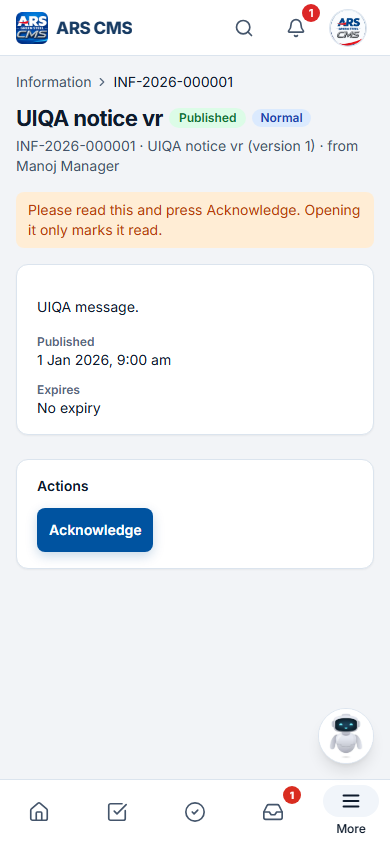 ARS
CMS
ARS CMS
1
ARS
CMS
Information > INF-2026-000001
UIQA notice vr Published Normal
INF-2026-000001 · UIQA notice vr (version 1) · from
Manoj Manager
Please read this and press Acknowledge. Opening
it only marks it read.
UIQA message.
Published
1 Jan 2026, 9:00 am
Expires
No expiry
Actions
Acknowledge
1
More